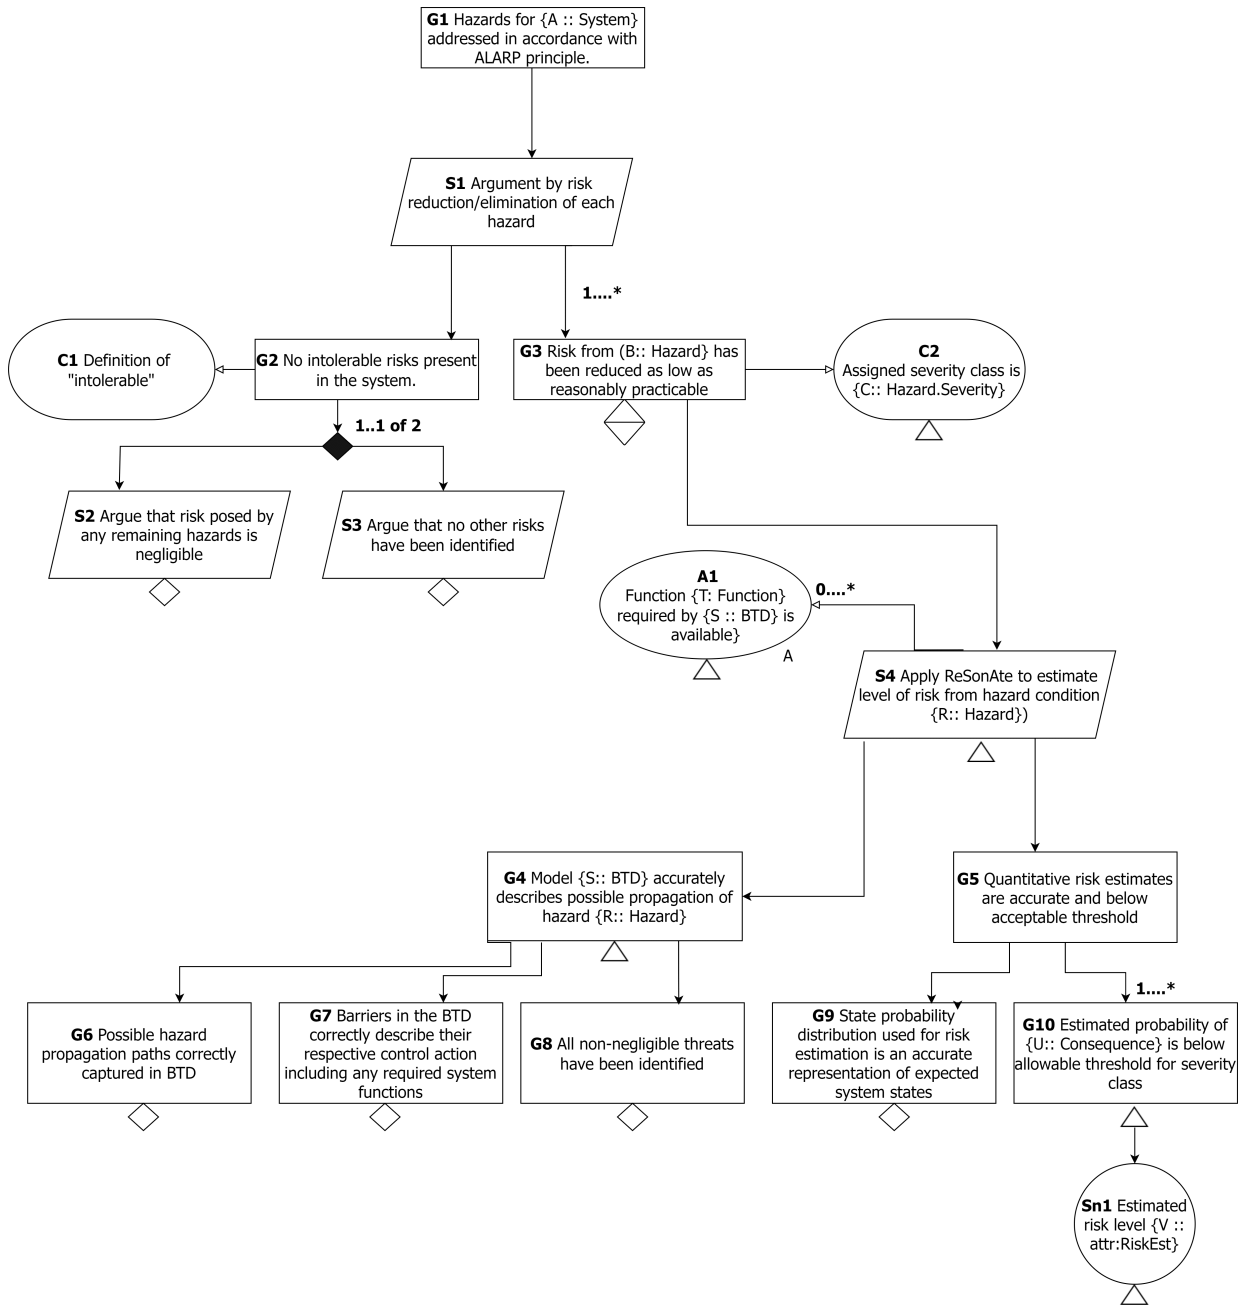 G1 Hazards for {A :: System}
addressed in accordance with
ALARP principle.
S1 Argument by risk
reduction/elimination of each
hazard
1....*
C1 Definition of
"intolerable"
G2 No intolerable risks present
in the system.
G3 Risk from (B:: Hazard} has
been reduced as low as
reasonably practicable
C2
Assigned severity class is
{C:: Hazard.Severity}
1..1 of 2
S2 Argue that risk posed by
any remaining hazards is
negligible
S3 Argue that no other risks
have been identified
A1
Function {T: Function}
required by {S :: BTD} is
available}
A
0....*
S4 Apply ReSonAte to estimate
level of risk from hazard condition
{R:: Hazard})
G4 Model {S:: BTD} accurately
describes possible propagation of
hazard {R:: Hazard}
G5 Quantitative risk estimates
are accurate and below
acceptable threshold
1....*
G6 Possible hazard
propagation paths correctly
captured in BTD
G7 Barriers in the BTD
correctly describe their
respective control action
including any required system
functions
G8 All non-negligible threats
have been identified
G9 State probability
distribution used for risk
estimation is an accurate
representation of expected
system states
G10 Estimated probability of
{U:: Consequence} is below
allowable threshold for severity
class
Sn1 Estimated
risk level {V ::
attr:RiskEst}